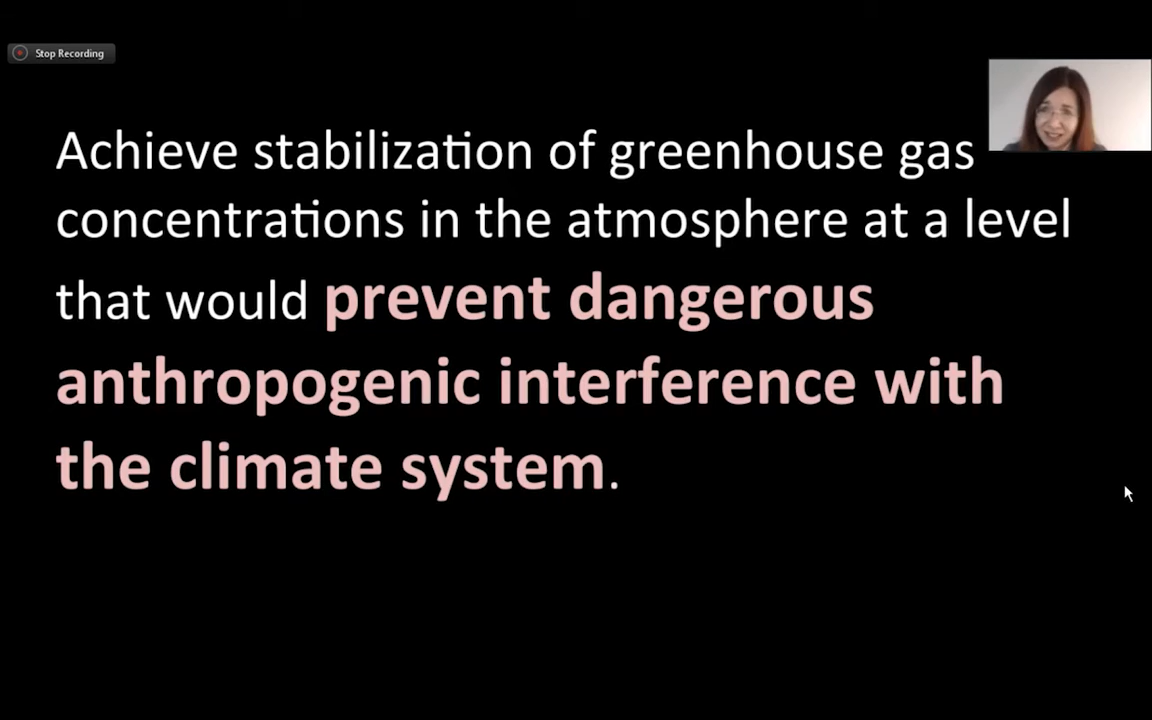 Stop Recording
Achieve stabilization of greenhouse gas
concentrations in the atmosphere at a level
that would prevent dangerous
anthropogenic interference with
the climate system.